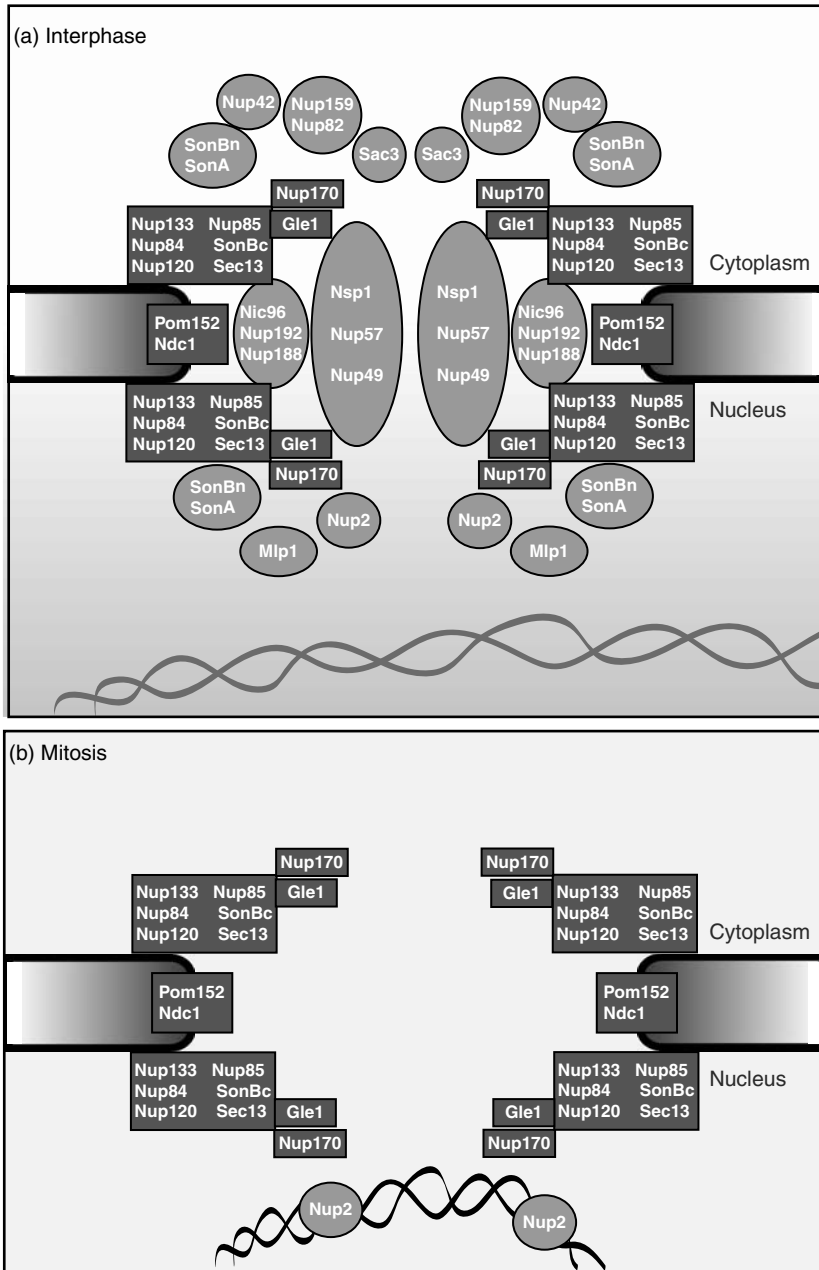 (a) Interphase
Nup42 Nup159 Nup159 Nup42
Nup82 Nup82
SonBn Sac3 Sac3 SonBn
SonA SonA
Nup170 Nup170
Nup133 Nup85 Gle1 Gle1 Nup133 Nup85
Nup84 SonBc Nup84 SonBc
Nup120 Sec13 Nup120 Sec13
Cytoplasm
Nsp1 Nsp1
Pom152 Nic96 Nic96 Pom152
Ndc1 Nup192 Nup57 Nup57 Nup192 Ndc1
Nup188 Nup188
Nup49 Nup49
Nup133 Nup85 Nup133 Nup85
Nucleus
Nup84 SonBc Nup84 SonBc
Nup120 Sec13 Gle1 Gle1 Nup120 Sec13
Nup170 Nup170
SonBn SonBn
SonA SonA
Nup2 Nup2
Mlp1 Mlp1
(b) Mitosis
Nup170 Nup170
Nup133 Nup85 Gle1 Gle1 Nup133 Nup85
Nup84 SonBc Nup84 SonBc
Nup120 Sec13 Nup120 Sec13
Cytoplasm
Pom152 Pom152
Ndc1 Ndc1
Nup133 Nup85 Nup133 Nup85
Nucleus
Nup84 SonBc Nup84 SonBc
Nup120 Sec13 Gle1 Gle1 Nup120 Sec13
Nup170 Nup170
Nup2 Nup2